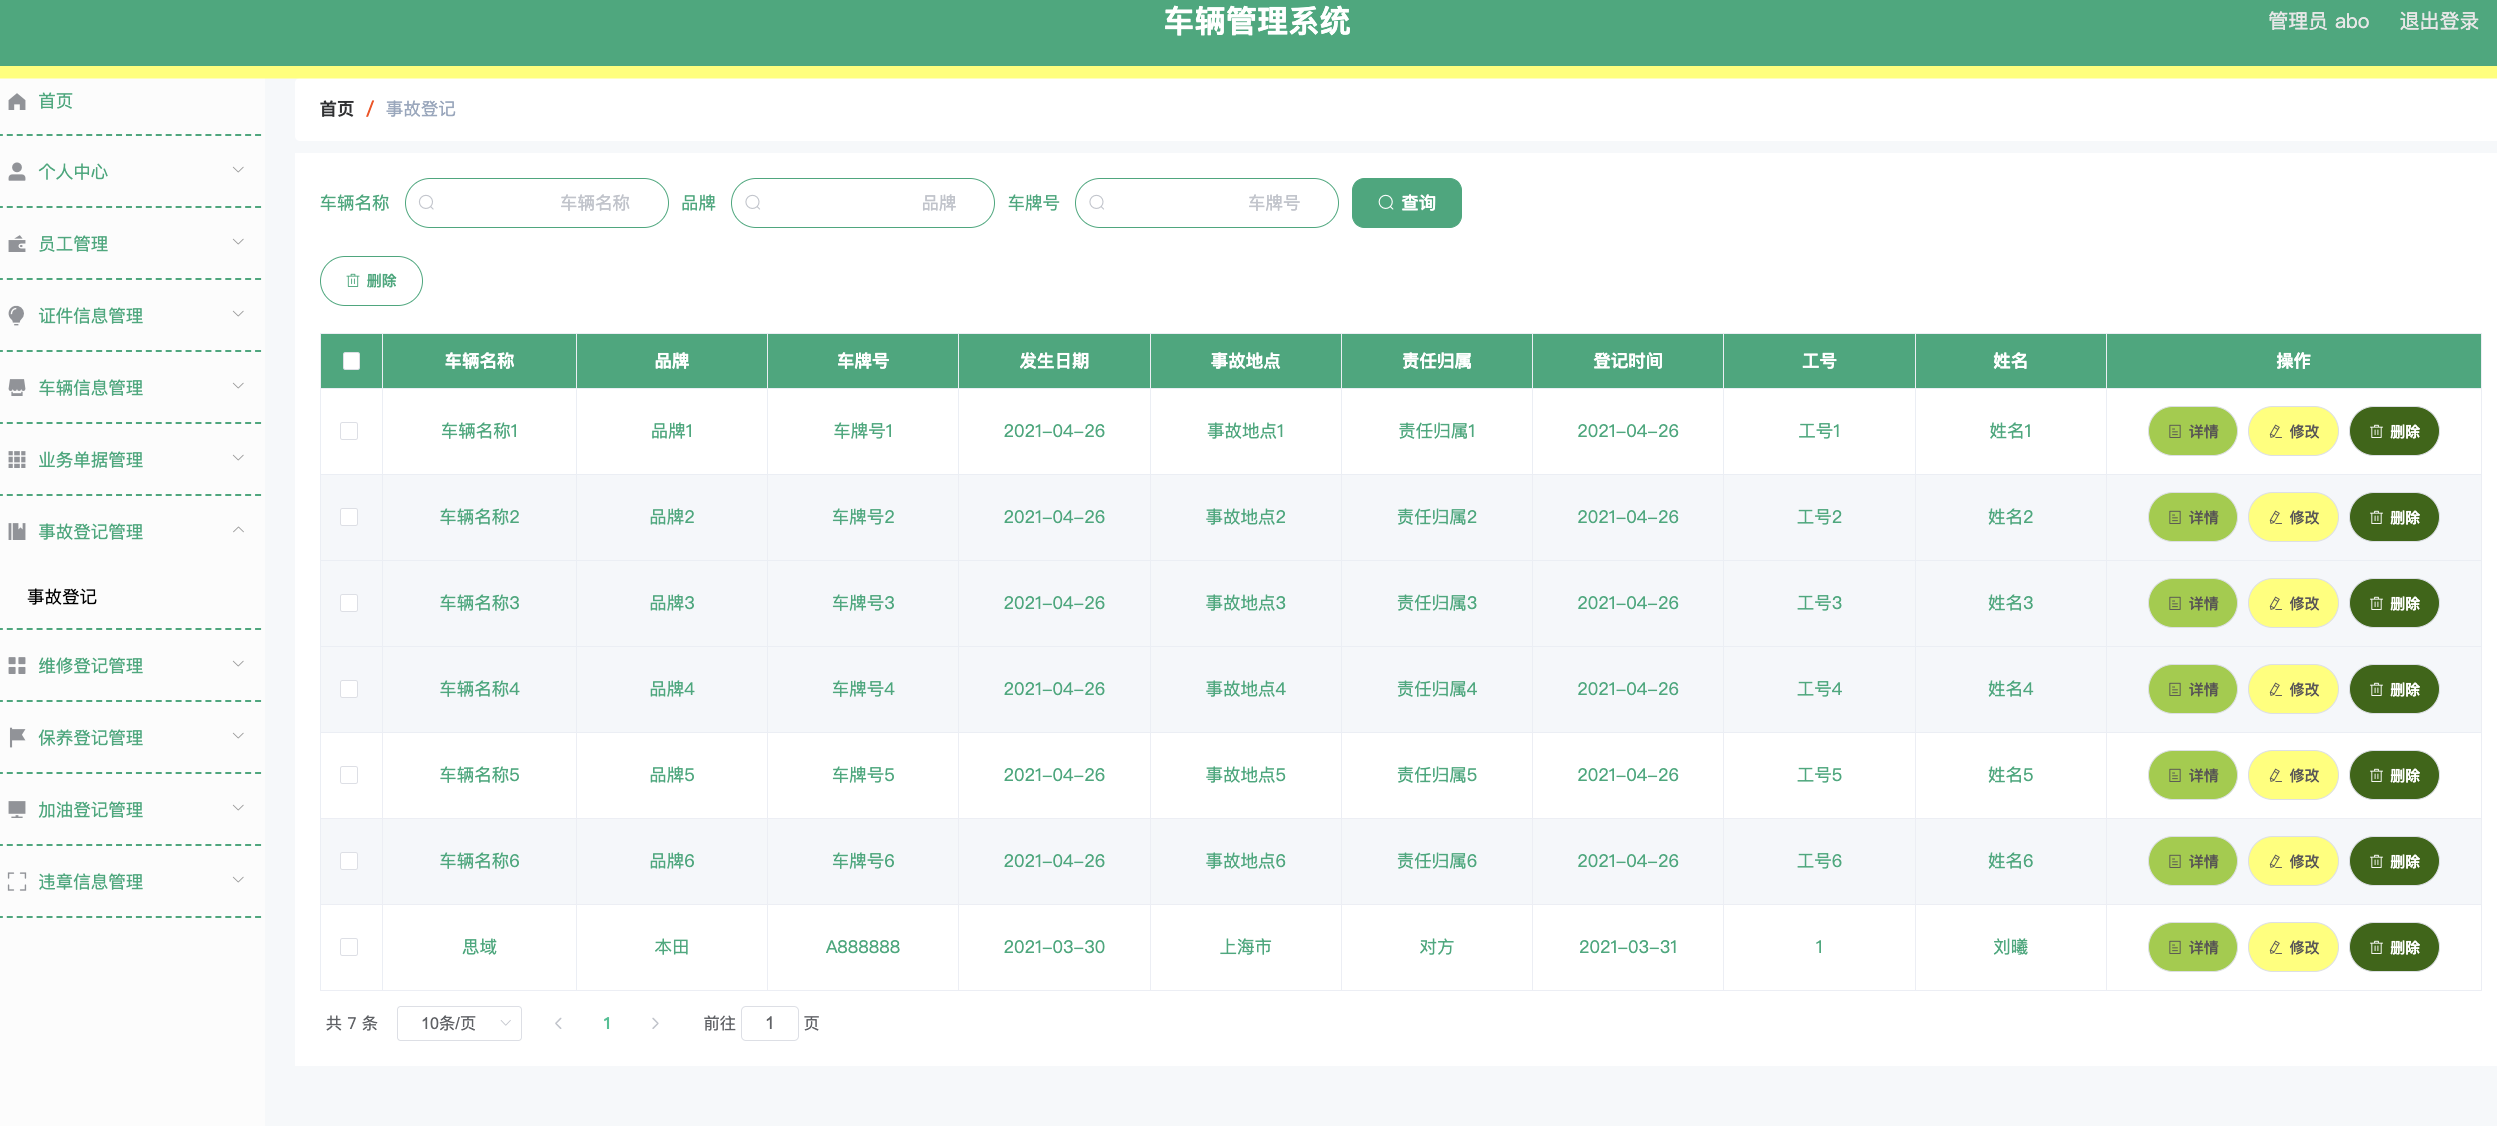 车辆管理系统
管理员 abo 退出登录
首页
个人中心
员工管理
证件信息管理
车辆信息管理
业务单据管理
事故登记管理
事故登记
维修登记管理
保养登记管理
加油登记管理
违章信息管理
首页 / 事故登记
车辆名称 车辆名称 品牌 品牌 车牌号 车牌号 查询
删除
车辆名称 品牌 车牌号 发生日期 事故地点 责任归属 登记时间 工号 姓名 操作
车辆名称1 品牌1 车牌号1 2021-04-26 事故地点1 责任归属1 2021-04-26 工号1 姓名1 详情 修改 删除
车辆名称2 品牌2 车牌号2 2021-04-26 事故地点2 责任归属2 2021-04-26 工号2 姓名2 详情 修改 删除
车辆名称3 品牌3 车牌号3 2021-04-26 事故地点3 责任归属3 2021-04-26 工号3 姓名3 详情 修改 删除
车辆名称4 品牌4 车牌号4 2021-04-26 事故地点4 责任归属4 2021-04-26 工号4 姓名4 详情 修改 删除
车辆名称5 品牌5 车牌号5 2021-04-26 事故地点5 责任归属5 2021-04-26 工号5 姓名5 详情 修改 删除
车辆名称6 品牌6 车牌号6 2021-04-26 事故地点6 责任归属6 2021-04-26 工号6 姓名6 详情 修改 删除
思域 本田 A888888 2021-03-30 上海市 对方 2021-03-31 1 刘曦 详情 修改 删除
共 7 条 10条/页 1 前往 1 页